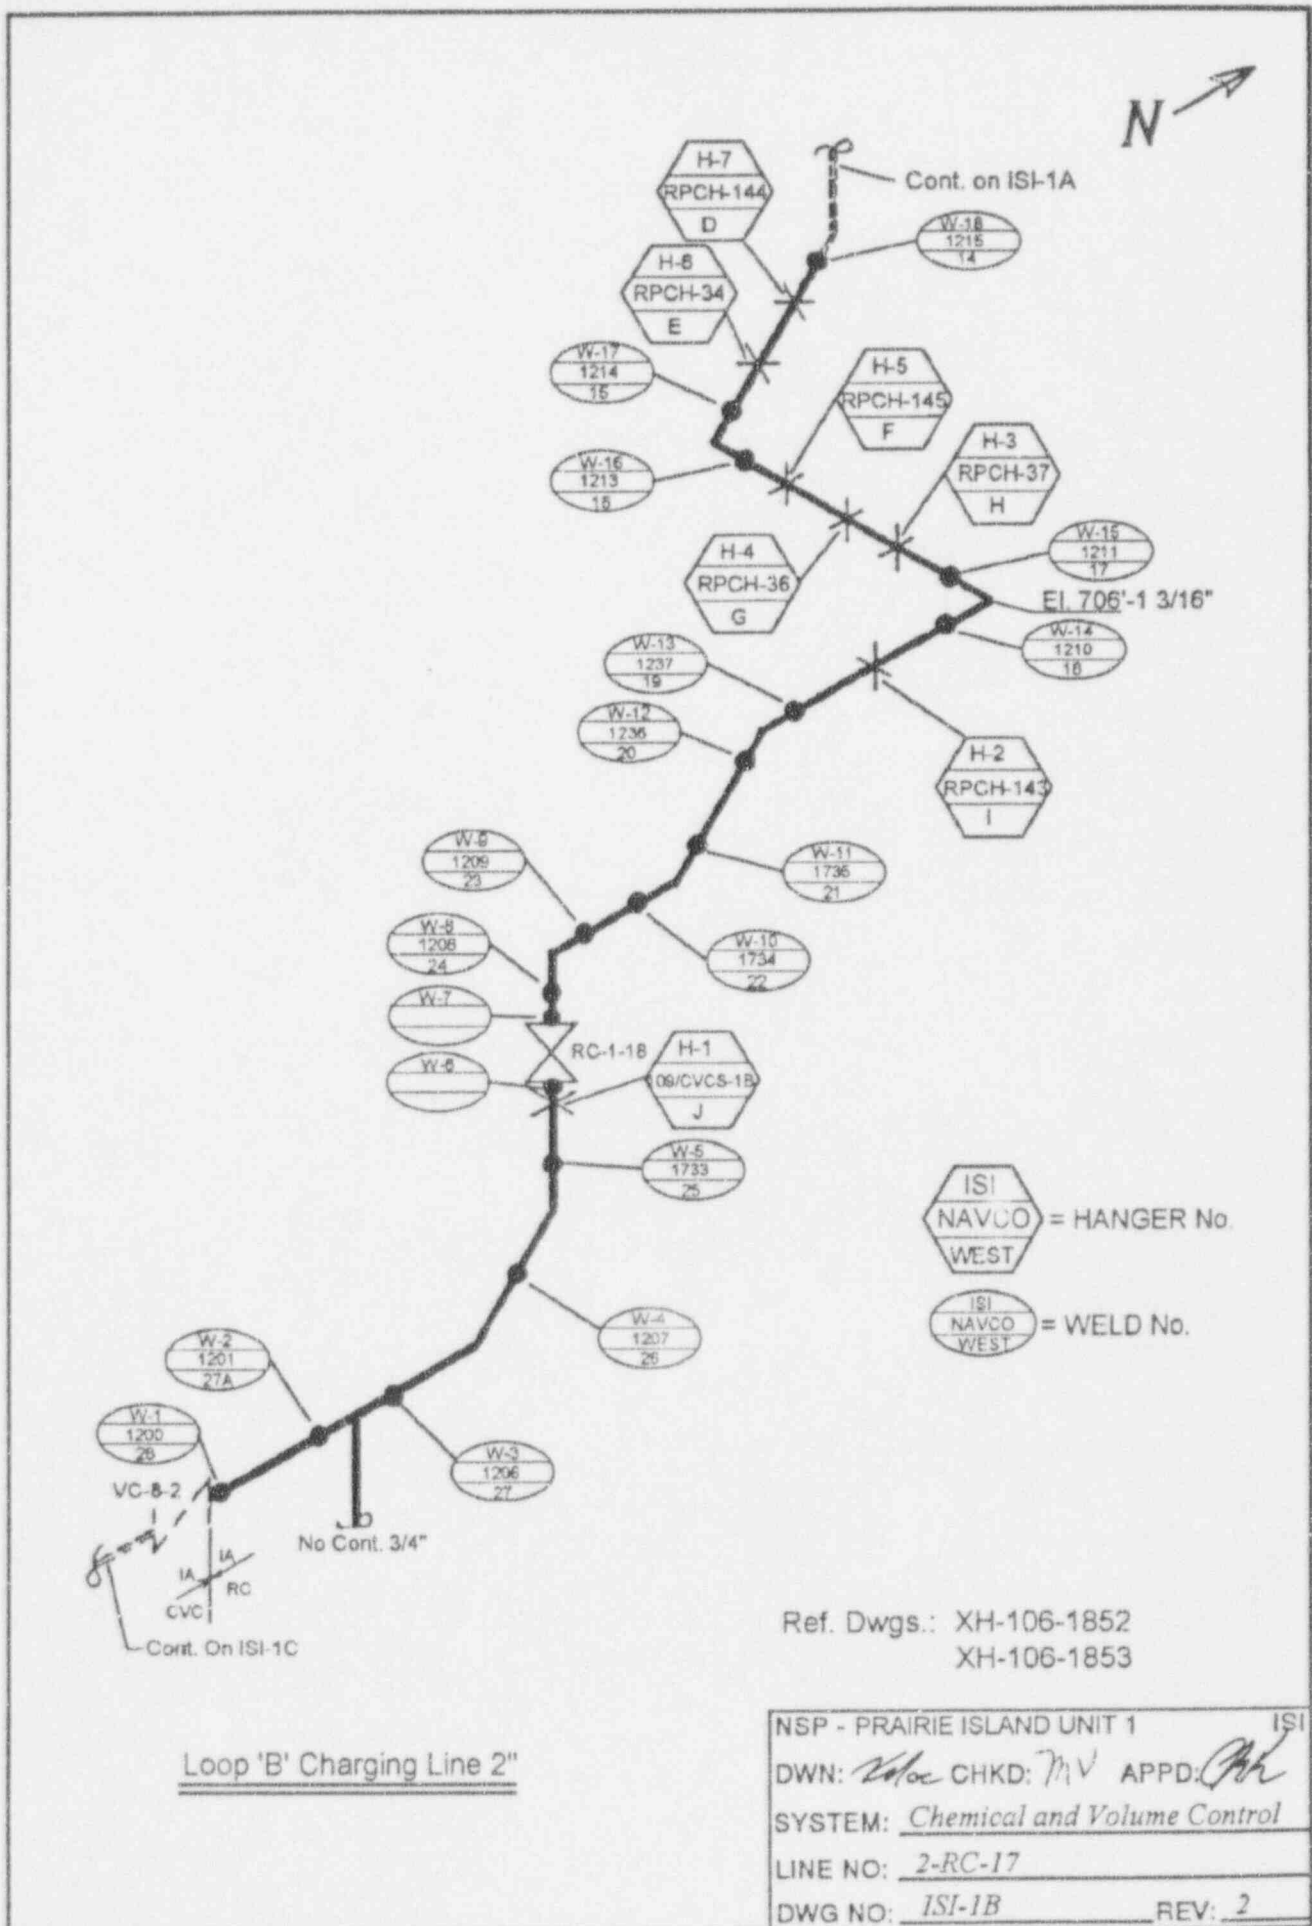 N
Cont. on ISI-1A
H-7
RPCH-144
D
W-18
1215
14
H-6
RPCH-34
E
W-17
1214
15
H-5
RPCH-145
F
H-3
RPCH-37
H
W-16
1213
H-4
RPCH-36
G
W-15
1211
17
El. 706'-1 3/16"
W-14
1210
W-13
1237
19
W-12
1236
20
H-2
RPCH-143
I
W-11
1735
21
W-9
1209
23
W-8
1208
24
W-10
1734
22
W-7
RC-1-18
H-1
09/CVCS-1B
J
W-6
W-5
1733
25
ISI
NAVCO
WEST
= HANGER No.
ISI
NAVCO
WEST
= WELD No.
W-4
1207
26
W-2
1201
27A
W-1
1200
28
W-3
1206
27
VC-8-2
No Cont. 3/4"
IA
IA
RC
CVC
Cont. On ISI-1C
Ref. Dwgs.: XH-106-1852
XH-106-1853
Loop 'B' Charging Line 2"
NSP - PRAIRIE ISLAND UNIT 1 ISI
DWN: CHKD: MV APPD:
SYSTEM: Chemical and Volume Control
LINE NO: 2-RC-17
DWG NO: ISI-1B REV: 2